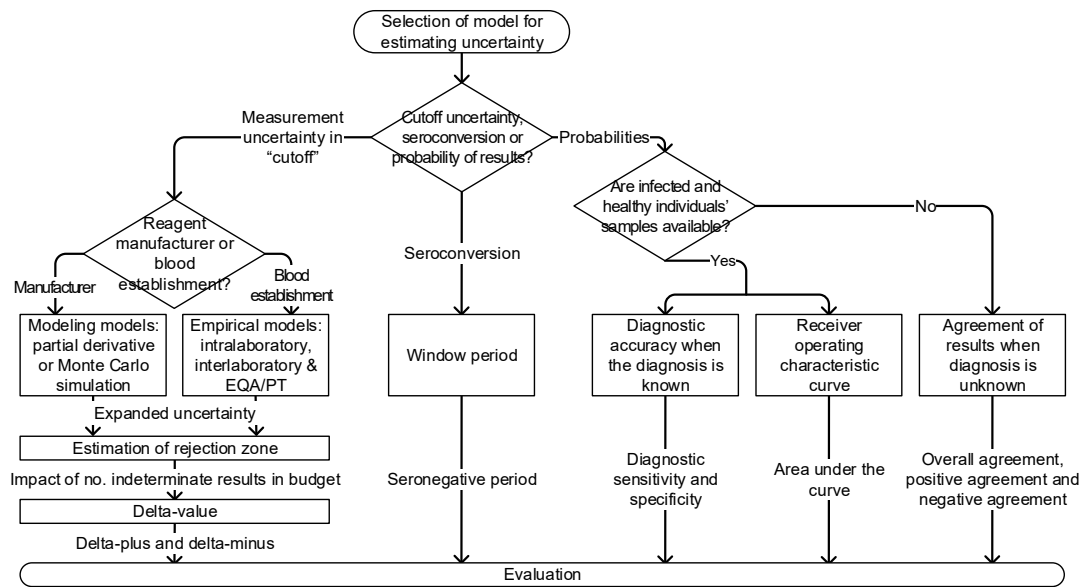 Selection of model for
estimating uncertainty
Cutoff uncertainty,
seroconversion or
probability of results?
Measurement
uncertainty in
“cutoff”
Probabilities
Are infected and
healthy individuals’
samples available?
No
Yes
Reagent
manufacturer or
blood
establishment?
Manufacturer
Blood
establishment
Seroconversion
Modeling models:
partial derivative
or Monte Carlo
simulation
Empirical models:
intralaboratory,
interlaboratory &
EQA/PT
Window period
Diagnostic
accuracy when
the diagnosis is
known
Receiver
operating
characteristic
curve
Agreement of
results when
diagnosis is
unknown
Expanded uncertainty
Estimation of rejection zone
Impact of no. indeterminate results in budget
Delta-value
Delta-plus and delta-minus
Seronegative period
Diagnostic
sensitivity and
specificity
Area under the
curve
Overall agreement,
positive agreement and
negative agreement
Evaluation